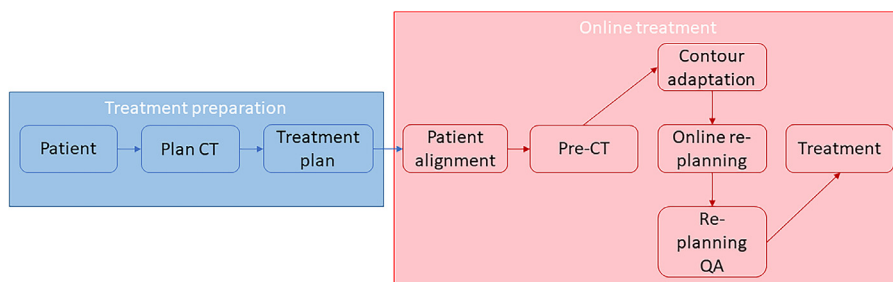 Treatment preparation
Patient
Plan CT
Treatment
plan
Online treatment
Patient
alignment
Pre-CT
Contour
adaptation
Online re-
planning
Re-
planning
QA
Treatment